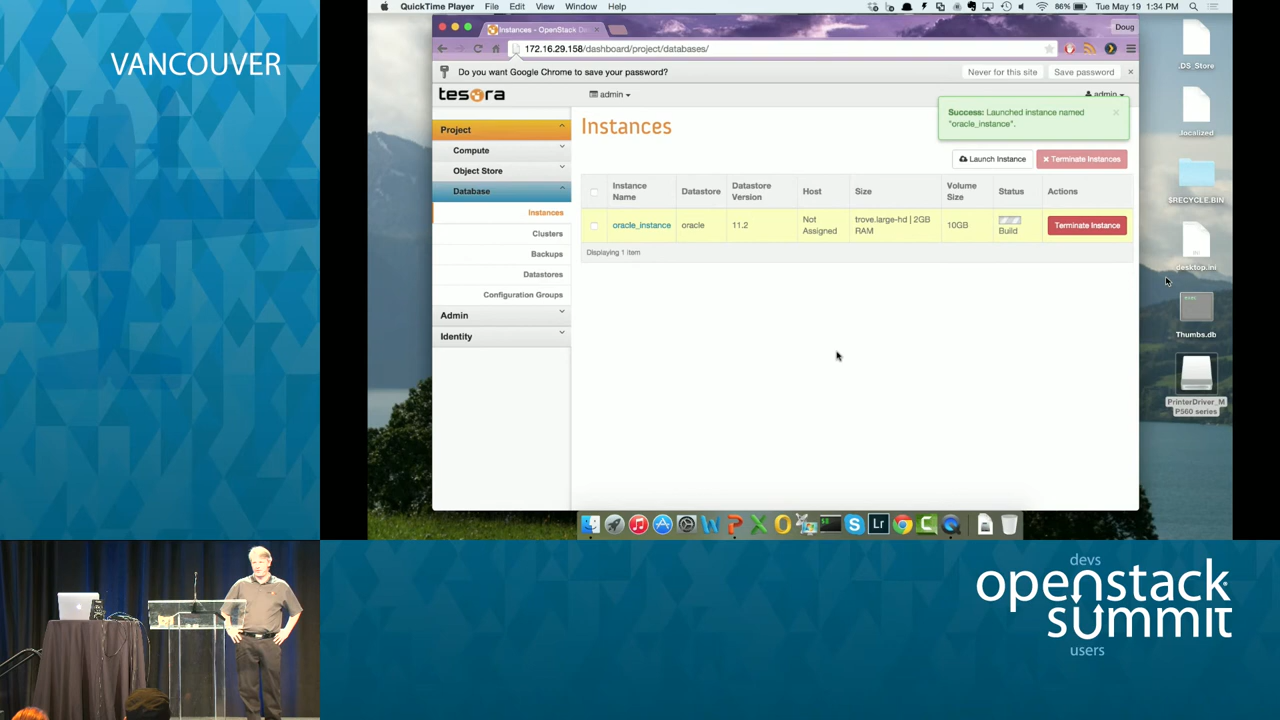 VANCOUVER
QuickTime Player File Edit View Window Help
86% Tue May 19 1:34 PM
Instances - OpenStack Da
Doug
172.16.29.158/dashboard/project/databases/
Do you want Google Chrome to save your password?
Never for this site
Save password
tesora
admin
admin
Success: Launched instance named
"oracle_instance".
Project
Compute
Object Store
Database
Instances
Clusters
Backups
Datastores
Configuration Groups
Admin
Identity
Instances
Launch Instance
Terminate Instances
Instance Name Datastore Datastore Version Host Size Volume Size Status Actions
oracle_instance oracle 11.2 Not Assigned trove.large-hd | 2GB RAM 10GB Build Terminate Instance
Displaying 1 item
.DS_Store
.localized
$RECYCLE.BIN
desktop.ini
Thumbs.db
PrinterDriver_M
P560 series
Lr
devs
openstack
summit
users